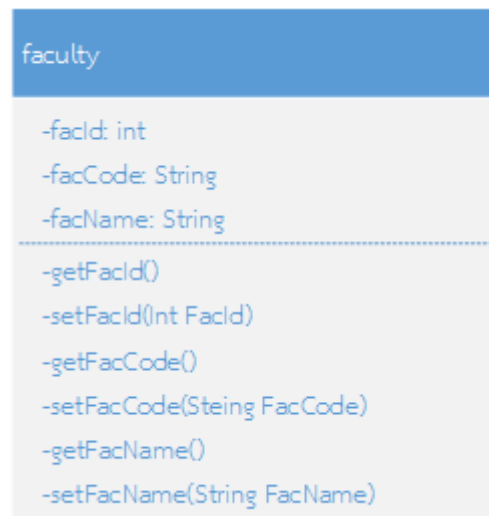 faculty
-facId: int
-facCode: String
-facName: String
-getFacId()
-setFacId(Int FacId)
-getFacCode()
-setFacCode(Steing FacCode)
-getFacName()
-setFacName(String FacName)